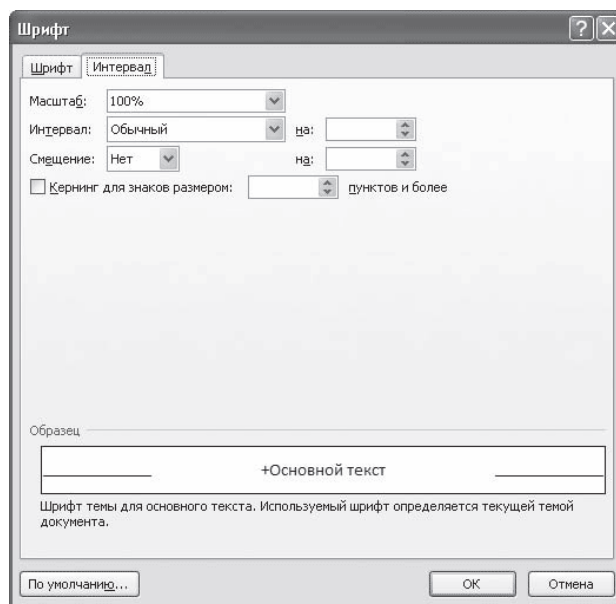 Шрифт
Шрифт Интервал
Масштаб: 100%
Интервал: Обычный на:
Смещение: Нет на:
Кернинг для знаков размером: пунктов и более
Образец
+Основной текст
Шрифт темы для основного текста. Используемый шрифт определяется текущей темой
документа.
По умолчанию... ОК Отмена